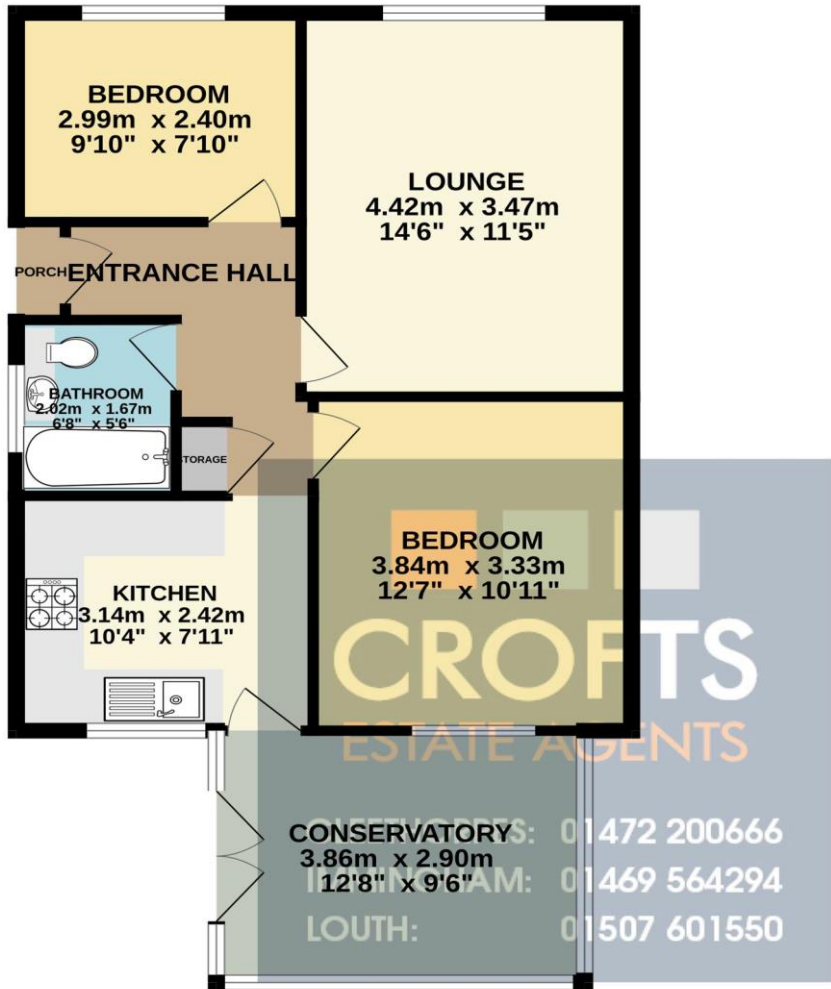 BEDROOM
2.99m x 2.40m
9'10" x 7'10"
LOUNGE
4.42m x 3.47m
14'6" x 11'5"
PORCH
ENTRANCE HALL
BATHROOM
2.02m x 1.67m
6'8" x 5'6"
STORAGE
BEDROOM
3.84m x 3.33m
12'7" x 10'11"
KITCHEN
3.14m x 2.42m
10'4" x 7'11"
CROFTS
ESTATE AGENTS
CONSERVATORY
3.86m x 2.90m
12'8" x 9'6"
CLEETHORPES: 01472 200666
IMMINGHAM: 01469 564294
LOUTH: 01507 601550